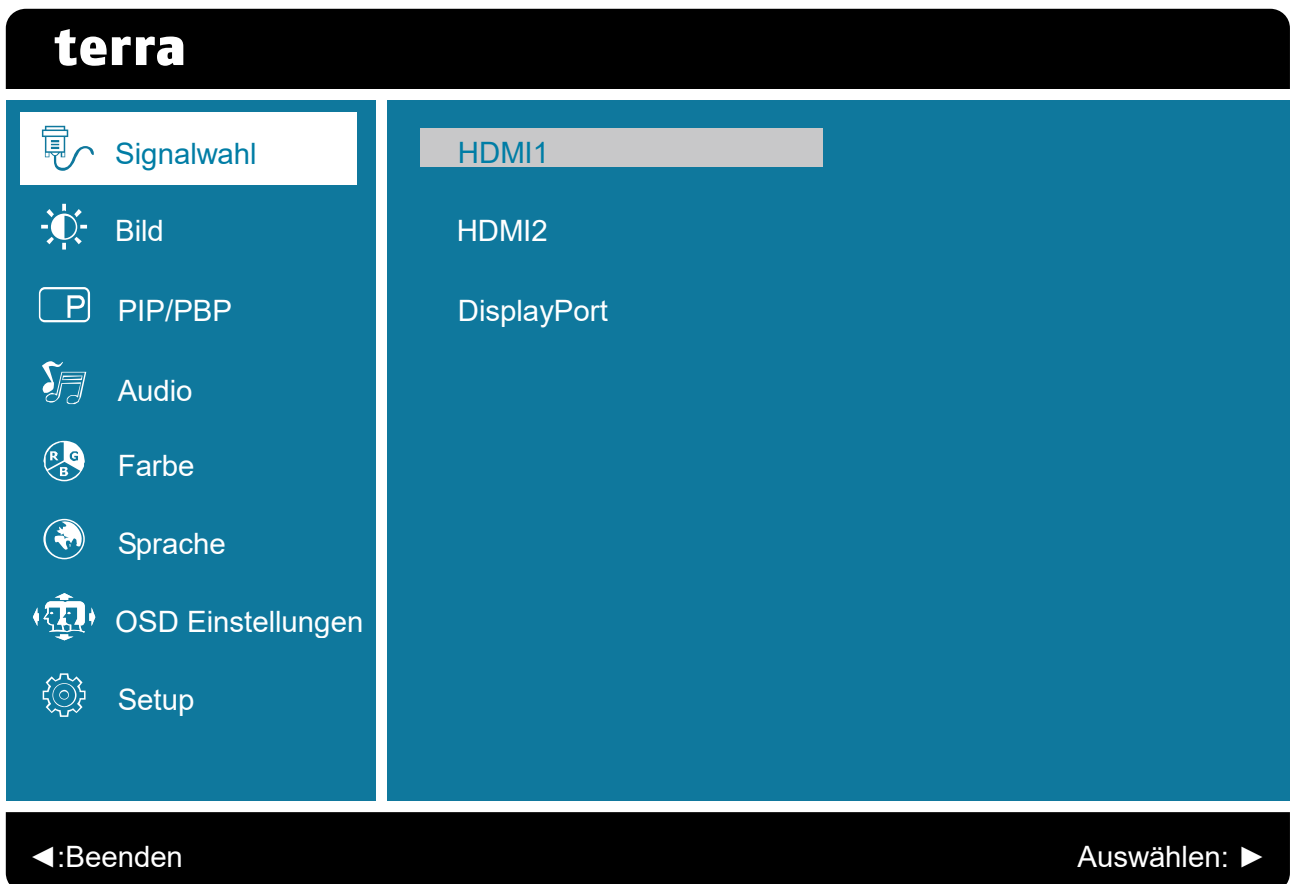 terra
Signalwahl
HDMI1
Bild
HDMI2
P
PIP/PBP
DisplayPort
Audio
R G
B
Farbe
Sprache
OSD Einstellungen
Setup
◄:Beenden
Auswählen: ►